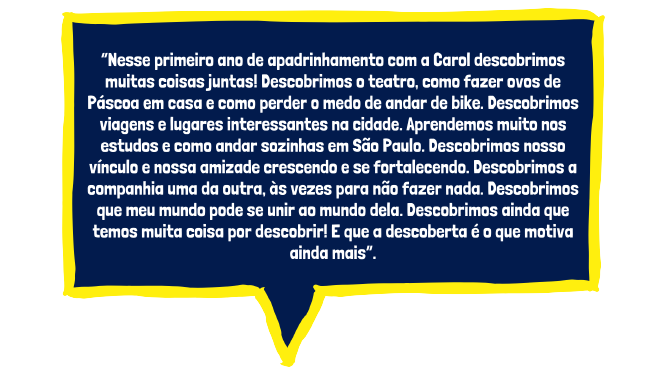 "Nesse primeiro ano de apadrinhamento com a Carol descobrimos
muitas coisas juntas! Descobrimos o teatro, como fazer ovos de
Páscoa em casa e como perder o medo de andar de bike. Descobrimos
viagens e lugares interessantes na cidade. Aprendemos muito nos
estudos e como andar sozinhas em São Paulo. Descobrimos nosso
vínculo e nossa amizade crescendo e se fortalecendo. Descobrimos a
companhia uma da outra, às vezes para não fazer nada. Descobrimos
que meu mundo pode se unir ao mundo dela. Descobrimos ainda que
temos muita coisa por descobrir! E que a descoberta é o que motiva
ainda mais".